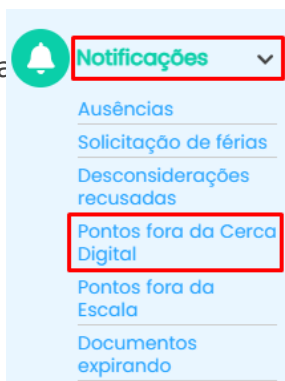 Notificações
Ausências
Solicitação de férias
Desconsiderações
recusadas
Pontos fora da Cerca
Digital
Pontos fora da
Escala
Documentos
expirando